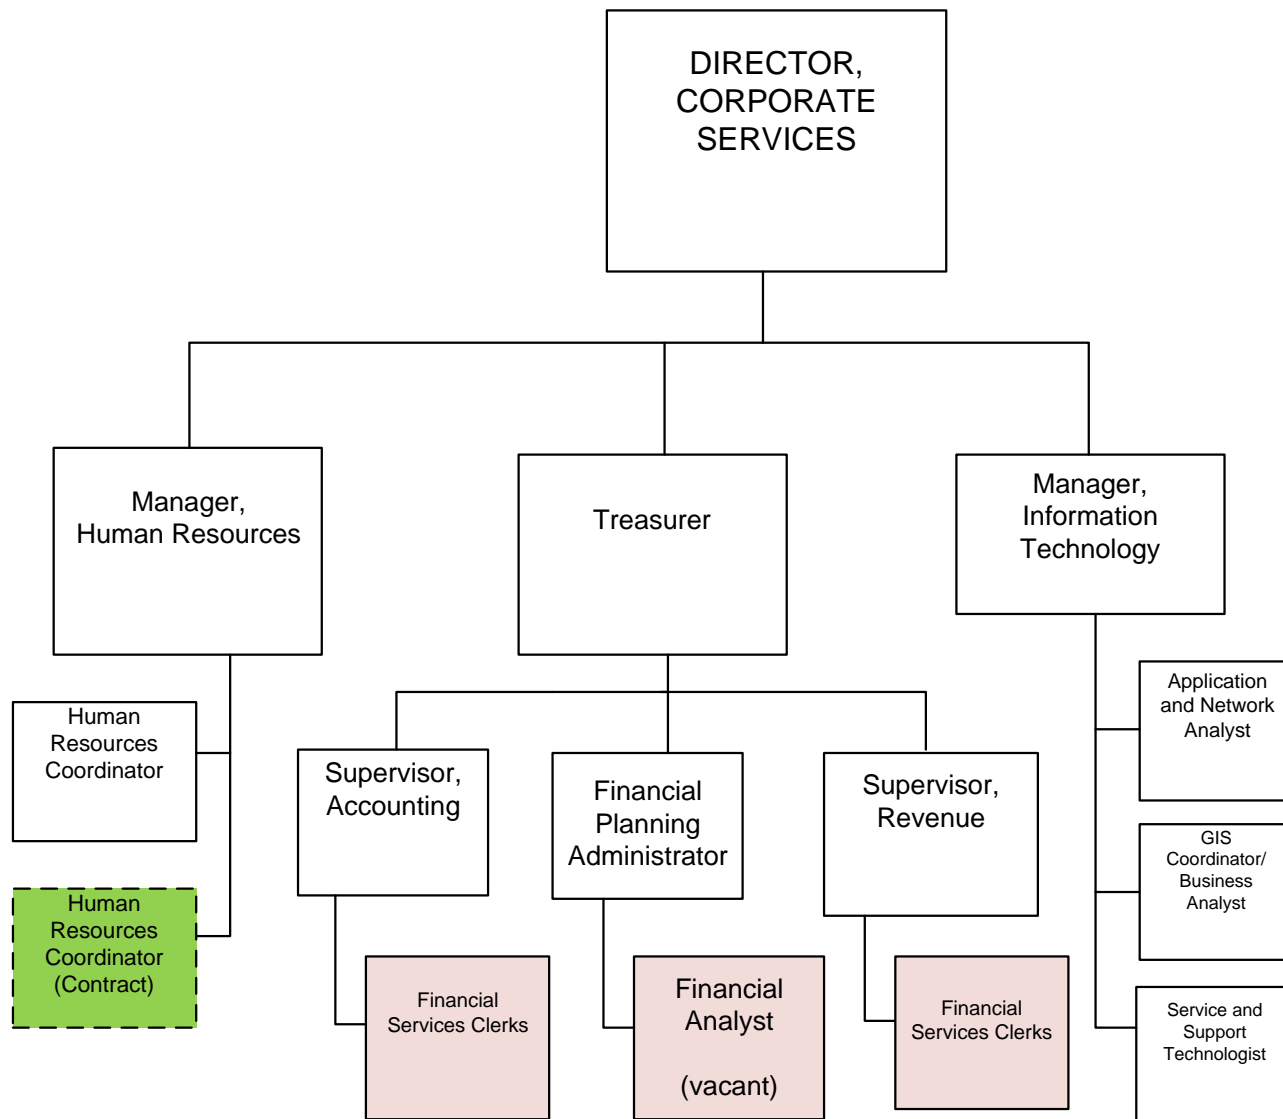 DIRECTOR,
CORPORATE
SERVICES
Manager,
Human Resources
Treasurer
Manager,
Information
Technology
Human
Resources
Coordinator
Human
Resources
Coordinator
(Contract)
Supervisor,
Accounting
Financial
Planning
Administrator
Supervisor,
Revenue
Financial
Services Clerks
Financial
Analyst
(vacant)
Financial
Services Clerks
Application
and Network
Analyst
GIS
Coordinator/
Business
Analyst
Service and
Support
Technologist